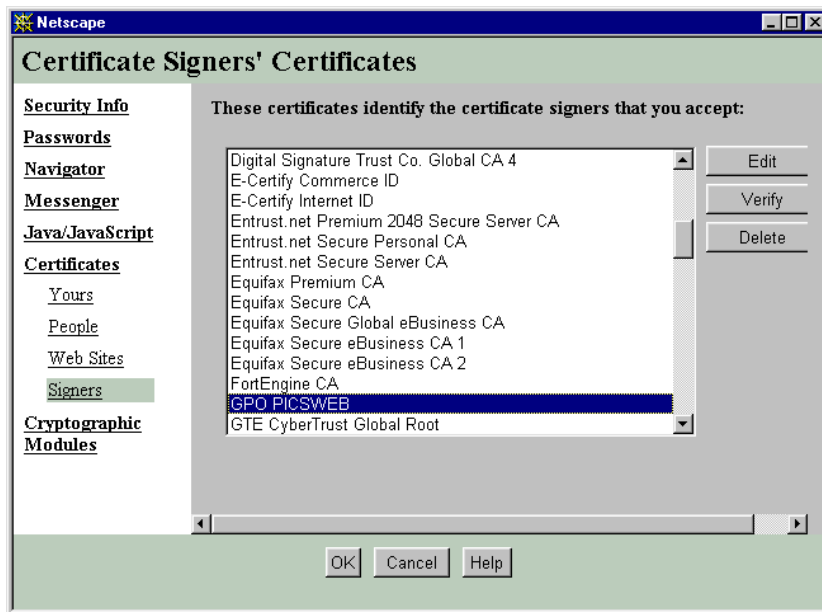 Netscape
Certificate Signers' Certificates
Security Info
Passwords
Navigator
Messenger
Java/JavaScript
Certificates
Yours
People
Web Sites
Signers
Cryptographic
Modules
These certificates identify the certificate signers that you accept:
Digital Signature Trust Co. Global CA 4
E-Certify Commerce ID
E-Certify Internet ID
Entrust.net Premium 2048 Secure Server CA
Entrust.net Secure Personal CA
Entrust.net Secure Server CA
Equifax Premium CA
Equifax Secure CA
Equifax Secure Global eBusiness CA
Equifax Secure eBusiness CA 1
Equifax Secure eBusiness CA 2
FortEngine CA
GPO PICSWEB
GTE CyberTrust Global Root
Edit
Verify
Delete
OK
Cancel
Help